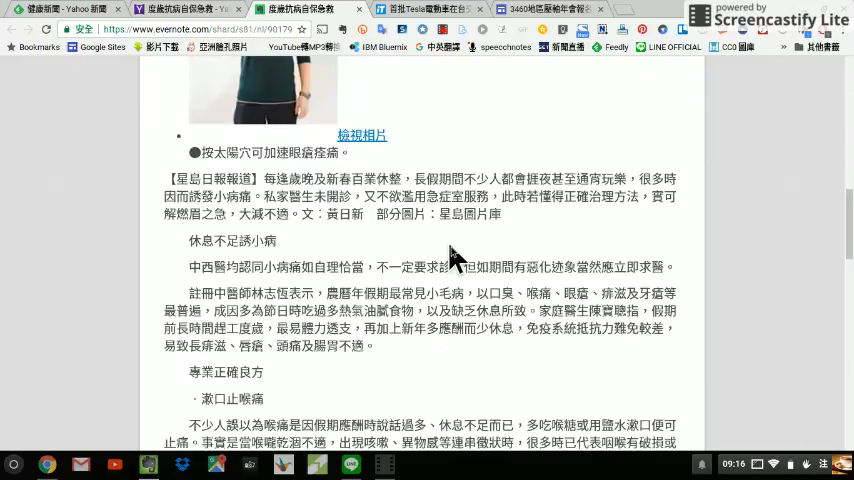 powered by
Screencastify Lite
健康新聞 - Yahoo 新聞
度歲抗病自保急救 - Y
度歲抗病自保急救
首批Tesla電動車在台交
3460地區歷輪年會報名
安全
https://www.evernote.com/shard/s81/nl/90179
Bookmarks
Google Sites
影片下載
亞洲臉孔照片
YouTube轉MP3轉換
IBM Bluemix
中英翻譯
speecchnotes
新聞直播
Feedly
LINE OFFICIAL
CC0 圖庫
»
其他書籤
檢視相片
●按太陽穴可加速眼瘡痊癒。
【星島日報報道】每逢歲晚及新春百業休整，長假期間不少人都會捱夜甚至通宵玩樂，很多時
因而誘發小病痛。私家醫生未開診，又不欲濫用急症室服務，此時若懂得正確治理方法，實可
解燃眉之急，大減不適。文：黃日新　部分圖片：星島圖片庫
休息不足誘小病
中西醫均認同小病痛如自理恰當，不一定要求診，但如期間有惡化迹象當然應立即求醫。
註冊中醫師林志恆表示，農曆年假期最常見小毛病，以口臭、喉痛、眼瘡、痱滋及牙瘡等
最普遍，成因多為節日時吃過多熱氣油膩食物，以及缺乏休息所致。家庭醫生陳寶聰指，假期
前長時間趕工度歲，最易體力透支，再加上新年多應酬而少休息，免疫系統抵抗力難免較差，
易致長痱滋、唇瘡、頭痛及腸胃不適。
專業正確良方
．漱口止喉痛
不少人誤以為喉痛是因假期應酬時說話過多、休息不足而已，多吃喉糖或用鹽水漱口便可
止痛。事實是當喉嚨乾涸不適，出現咳嗽、異物感等連串徵狀時，很多時已代表咽喉有破損或
09:16
注